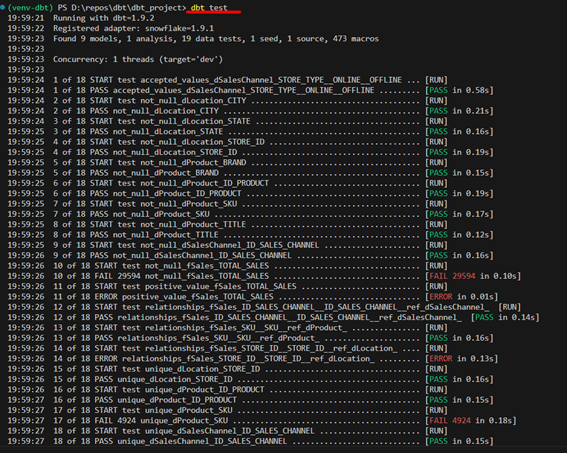 (venv-dbt) PS D:\repos\dbt\dbt_project> dbt test
19:59:21 Running with dbt=1.9.2
19:59:22 Registered adapter: snowflake=1.9.1
19:59:23 Found 9 models, 1 analysis, 19 data tests, 1 seed, 1 source, 473 macros
19:59:23
19:59:23 Concurrency: 1 threads (target='dev')
19:59:23
19:59:24 1 of 18 START test accepted_values_dSalesChannel_STORE_TYPE__ONLINE__OFFLINE ... [RUN]
19:59:24 1 of 18 PASS accepted_values_dSalesChannel_STORE_TYPE__ONLINE__OFFLINE ......... [PASS in 0.58s]
19:59:24 2 of 18 START test not_null_dLocation_CITY .................................... [RUN]
19:59:24 2 of 18 PASS not_null_dLocation_CITY .......................................... [PASS in 0.21s]
19:59:24 3 of 18 START test not_null_dLocation_STATE ................................... [RUN]
19:59:25 3 of 18 PASS not_null_dLocation_STATE ......................................... [PASS in 0.16s]
19:59:25 4 of 18 START test not_null_dLocation_STORE_ID ................................ [RUN]
19:59:25 4 of 18 PASS not_null_dLocation_STORE_ID ...................................... [PASS in 0.19s]
19:59:25 5 of 18 START test not_null_dProduct_BRAND .................................... [RUN]
19:59:25 5 of 18 PASS not_null_dProduct_BRAND .......................................... [PASS in 0.15s]
19:59:25 6 of 18 START test not_null_dProduct_ID_PRODUCT ............................... [RUN]
19:59:25 6 of 18 PASS not_null_dProduct_ID_PRODUCT ..................................... [PASS in 0.19s]
19:59:25 7 of 18 START test not_null_dProduct_SKU ...................................... [RUN]
19:59:25 7 of 18 PASS not_null_dProduct_SKU ............................................ [PASS in 0.17s]
19:59:25 8 of 18 START test not_null_dProduct_TITLE .................................... [RUN]
19:59:25 8 of 18 PASS not_null_dProduct_TITLE .......................................... [PASS in 0.12s]
19:59:25 9 of 18 START test not_null_dSalesChannel_ID_SALES_CHANNEL .................... [RUN]
19:59:26 9 of 18 PASS not_null_dSalesChannel_ID_SALES_CHANNEL .......................... [PASS in 0.16s]
19:59:26 10 of 18 START test not_null_fSales_TOTAL_SALES ............................... [RUN]
19:59:26 10 of 18 FAIL 29594 not_null_fSales_TOTAL_SALES ............................... [FAIL 29594 in 0.10s]
19:59:26 11 of 18 START test positive_value_fSales_TOTAL_SALES ......................... [RUN]
19:59:26 11 of 18 ERROR positive_value_fSales_TOTAL_SALES .............................. [ERROR in 0.01s]
19:59:26 12 of 18 START test relationships_fSales_ID_SALES_CHANNEL__ID_SALES_CHANNEL__ref_dSalesChannel_ [RUN]
19:59:26 12 of 18 PASS relationships_fSales_ID_SALES_CHANNEL__ID_SALES_CHANNEL__ref_dSalesChannel_ [PASS in 0.14s]
19:59:26 13 of 18 START test relationships_fSales_SKU__SKU__ref_dProduct_ .............. [RUN]
19:59:26 13 of 18 PASS relationships_fSales_SKU__SKU__ref_dProduct_ .................... [PASS in 0.16s]
19:59:26 14 of 18 START test relationships_fSales_STORE_ID__STORE_ID__ref_dLocation_ .... [RUN]
19:59:26 14 of 18 ERROR relationships_fSales_STORE_ID__STORE_ID__ref_dLocation_ ........ [ERROR in 0.13s]
19:59:26 15 of 18 START test unique_dLocation_STORE_ID ................................. [RUN]
19:59:26 15 of 18 PASS unique_dLocation_STORE_ID ....................................... [PASS in 0.16s]
19:59:26 16 of 18 START test unique_dProduct_ID_PRODUCT ................................ [RUN]
19:59:27 16 of 18 PASS unique_dProduct_ID_PRODUCT ...................................... [PASS in 0.15s]
19:59:27 17 of 18 START test unique_dProduct_SKU ....................................... [RUN]
19:59:27 17 of 18 FAIL 4924 unique_dProduct_SKU ........................................ [FAIL 4924 in 0.18s]
19:59:27 18 of 18 START test unique_dSalesChannel_ID_SALES_CHANNEL ..................... [RUN]
19:59:27 18 of 18 PASS unique_dSalesChannel_ID_SALES_CHANNEL ........................... [PASS in 0.15s]